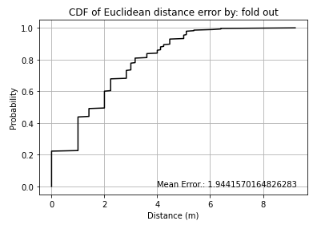 CDF of Euclidean distance error by: fold out
1.0
0.8
0.6
0.4
0.2
0.0
Probability
Mean Error.: 1.9441570164826283
0 2 4 6 8
Distance (m)